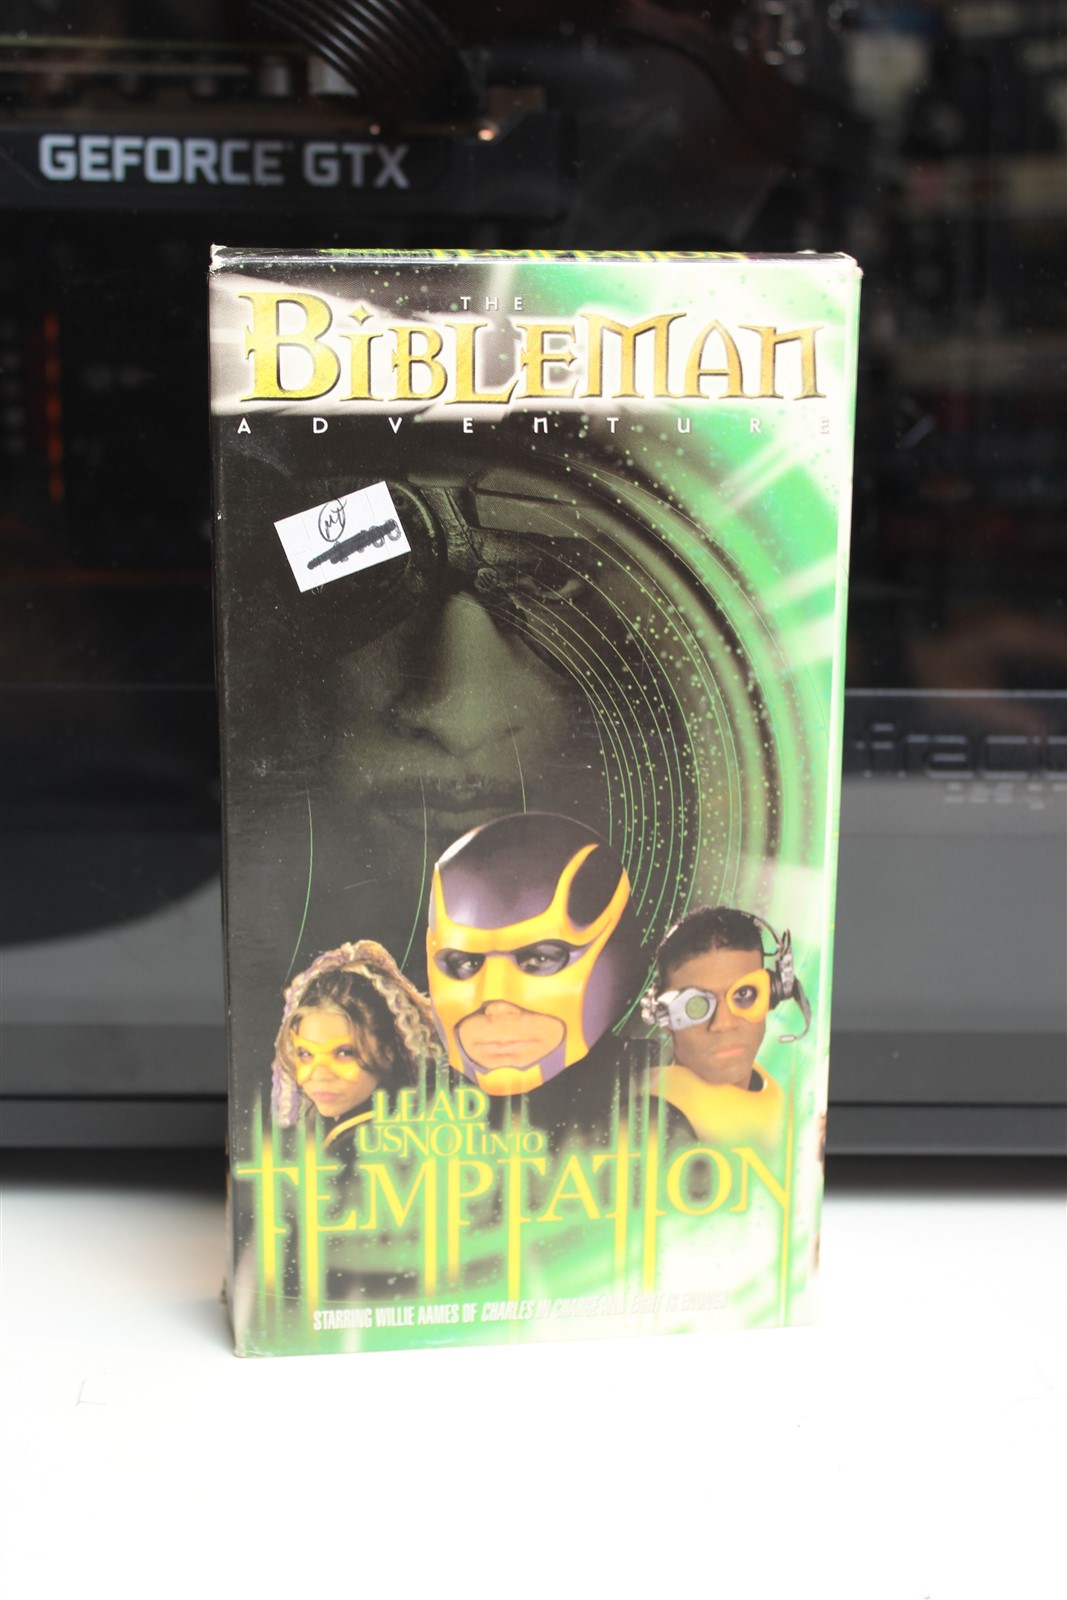 GEFORCE GTX
TEMPTATION
THE
BIBLEMAN
ADVENTURE
LEAD
US NOT INTO
TEMPTATION
STARRING WILLIE AAMES OF CHARLES IN CHARGE AND EIGHT IS ENOUGH